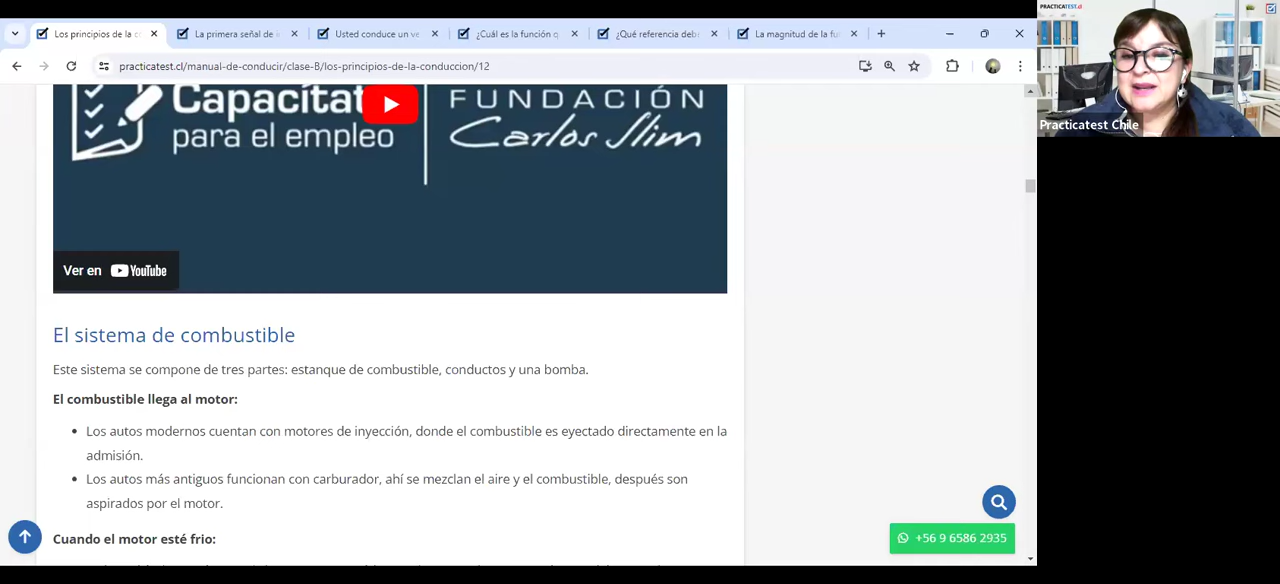 Los principios de la c
La primera señal de i
Usted conduce un ve
¿Cuál es la función q
¿Qué referencia debe
La magnitud de la fu
practicatest.cl/manual-de-conducir/clase-B/los-principios-de-la-conduccion/12
PRACTICATEST.cl
Practicatest Chile
Capacítat
para el empleo
FUNDACIÓN
Carlos Slim
Ver en YouTube
El sistema de combustible
Este sistema se compone de tres partes: estanque de combustible, conductos y una bomba.
El combustible llega al motor:
Los autos modernos cuentan con motores de inyección, donde el combustible es eyectado directamente en la
admisión.
Los autos más antiguos funcionan con carburador, ahí se mezclan el aire y el combustible, después son
aspirados por el motor.
+56 9 6586 2935
Cuando el motor esté frio: